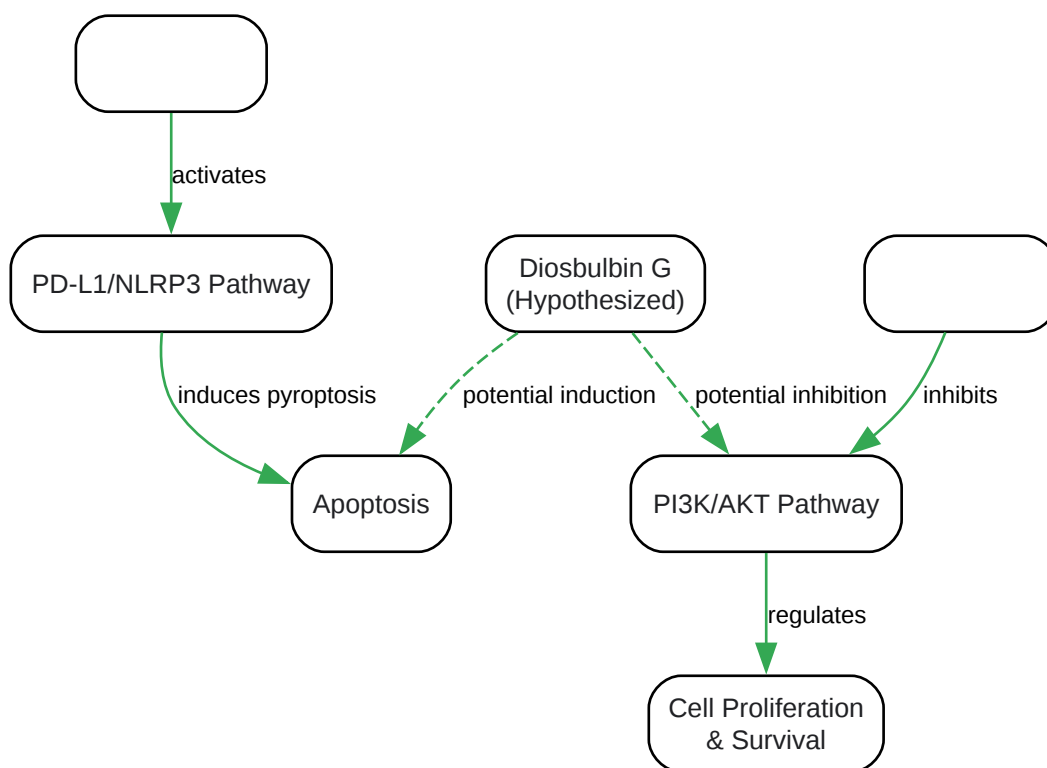 activates
PD-L1/NLRP3 Pathway
Diosbulbin G
(Hypothesized)
induces pyroptosis
potential induction
potential inhibition
inhibits
Apoptosis
PI3K/AKT Pathway
regulates
Cell Proliferation
& Survival